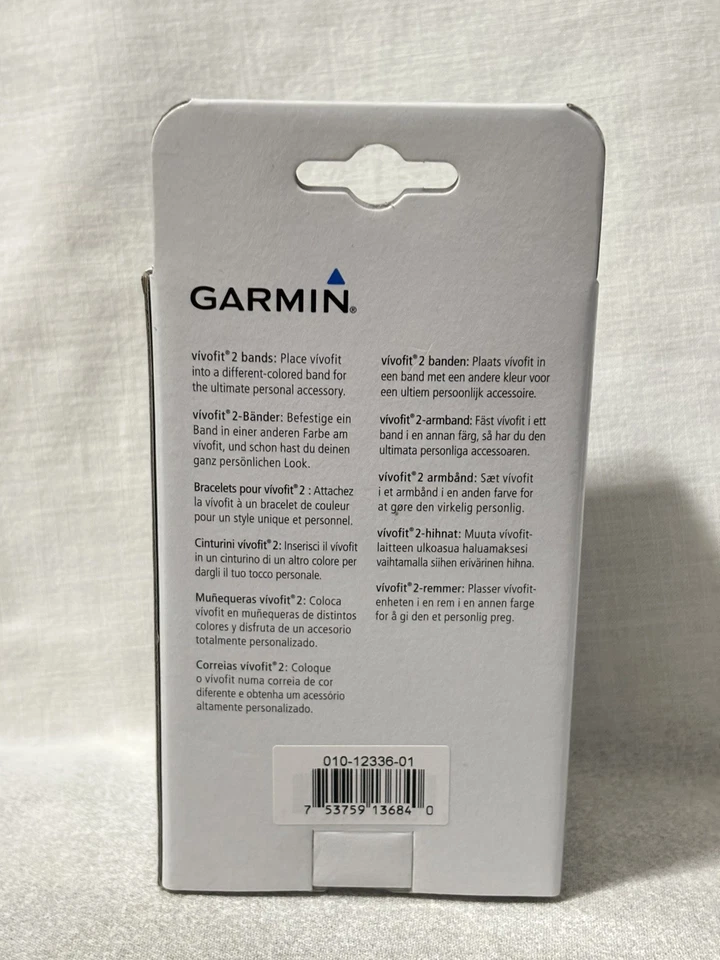 GARMIN®
vívofit®2 bands: Place vívofit
into a different-colored band for
the ultimate personal accessory.
vívofit®2-Bänder: Befestige ein
Band in einer anderen Farbe am
vívofit, und schon hast du deinen
ganz persönlichen Look.
Bracelets pour vívofit®2 : Attachez
la vívofit à un bracelet de couleur
pour un style unique et personnel.
Cinturini vívofit®2: Inserisci il vívofit
in un cinturino di un altro colore per
dargli il tuo tocco personale.
Muñequeras vívofit®2: Coloca
vívofit en muñequeras de distintos
colores y disfruta de un accesorio
totalmente personalizado.
Correias vívofit®2: Coloque
o vívofit numa correia de cor
diferente e obtenha um acessório
altamente personalizado.
vívofit®2 banden: Plaats vívofit in
een band met een andere kleur voor
een ultiem persoonlijk accessoire.
vívofit®2-armband: Fäst vívofit i ett
band i en annan färg, så har du den
ultimata personliga accessoaren.
vívofit®2 armbånd: Sæt vívofit
i et armbånd i en anden farve for
at gøre den virkelig personlig.
vívofit®2-hihnat: Muuta vívofit-
laitteen ulkoasua haluamaksesi
vaihtamalla siihen erivärinen hihna.
vívofit®2-remmer: Plasser vívofit-
enheten i en rem i en annen farge
for å gi den et personlig preg.
010-12336-01
7 53759 13684 0